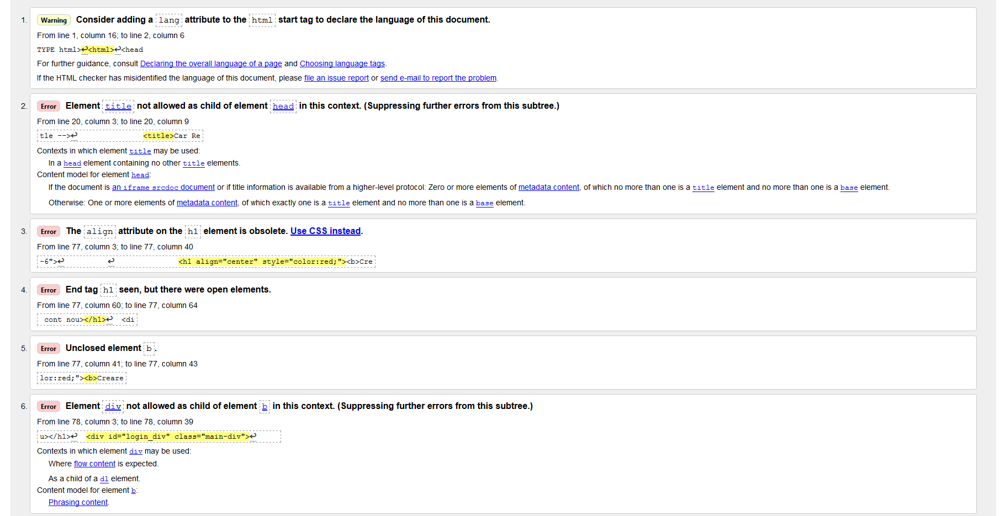 1. Warning Consider adding a lang attribute to the html start tag to declare the language of this document.
From line 1, column 16; to line 2, column 6
TYPE html>↩<html>↩<head
For further guidance, consult Declaring the overall language of a page and Choosing language tags.
If the HTML checker has misidentified the language of this document, please file an issue report or send e-mail to report the problem.
2. Error Element title not allowed as child of element head in this context. (Suppressing further errors from this subtree.)
From line 20, column 3; to line 20, column 9
tle -->↩ <title>Car Re
Contexts in which element title may be used:
In a head element containing no other title elements.
Content model for element head:
If the document is an iframe srcdoc document or if title information is available from a higher-level protocol: Zero or more elements of metadata content, of which no more than one is a title element and no more than one is a base element.
Otherwise: One or more elements of metadata content, of which exactly one is a title element and no more than one is a base element.
3. Error The align attribute on the h1 element is obsolete. Use CSS instead.
From line 77, column 3; to line 77, column 40
-6">↩ ↩ <h1 align="center" style="color:red;"><b>Cre
4. Error End tag h1 seen, but there were open elements.
From line 77, column 60; to line 77, column 64
cont nou></h1>↩ <di
5. Error Unclosed element b.
From line 77, column 41; to line 77, column 43
lor:red;"><b>Creare
6. Error Element div not allowed as child of element b in this context. (Suppressing further errors from this subtree.)
From line 78, column 3; to line 78, column 39
u></h1>↩ <div id="login_div" class="main-div">↩
Contexts in which element div may be used:
Where flow content is expected.
As a child of a dl element.
Content model for element b:
Phrasing content.